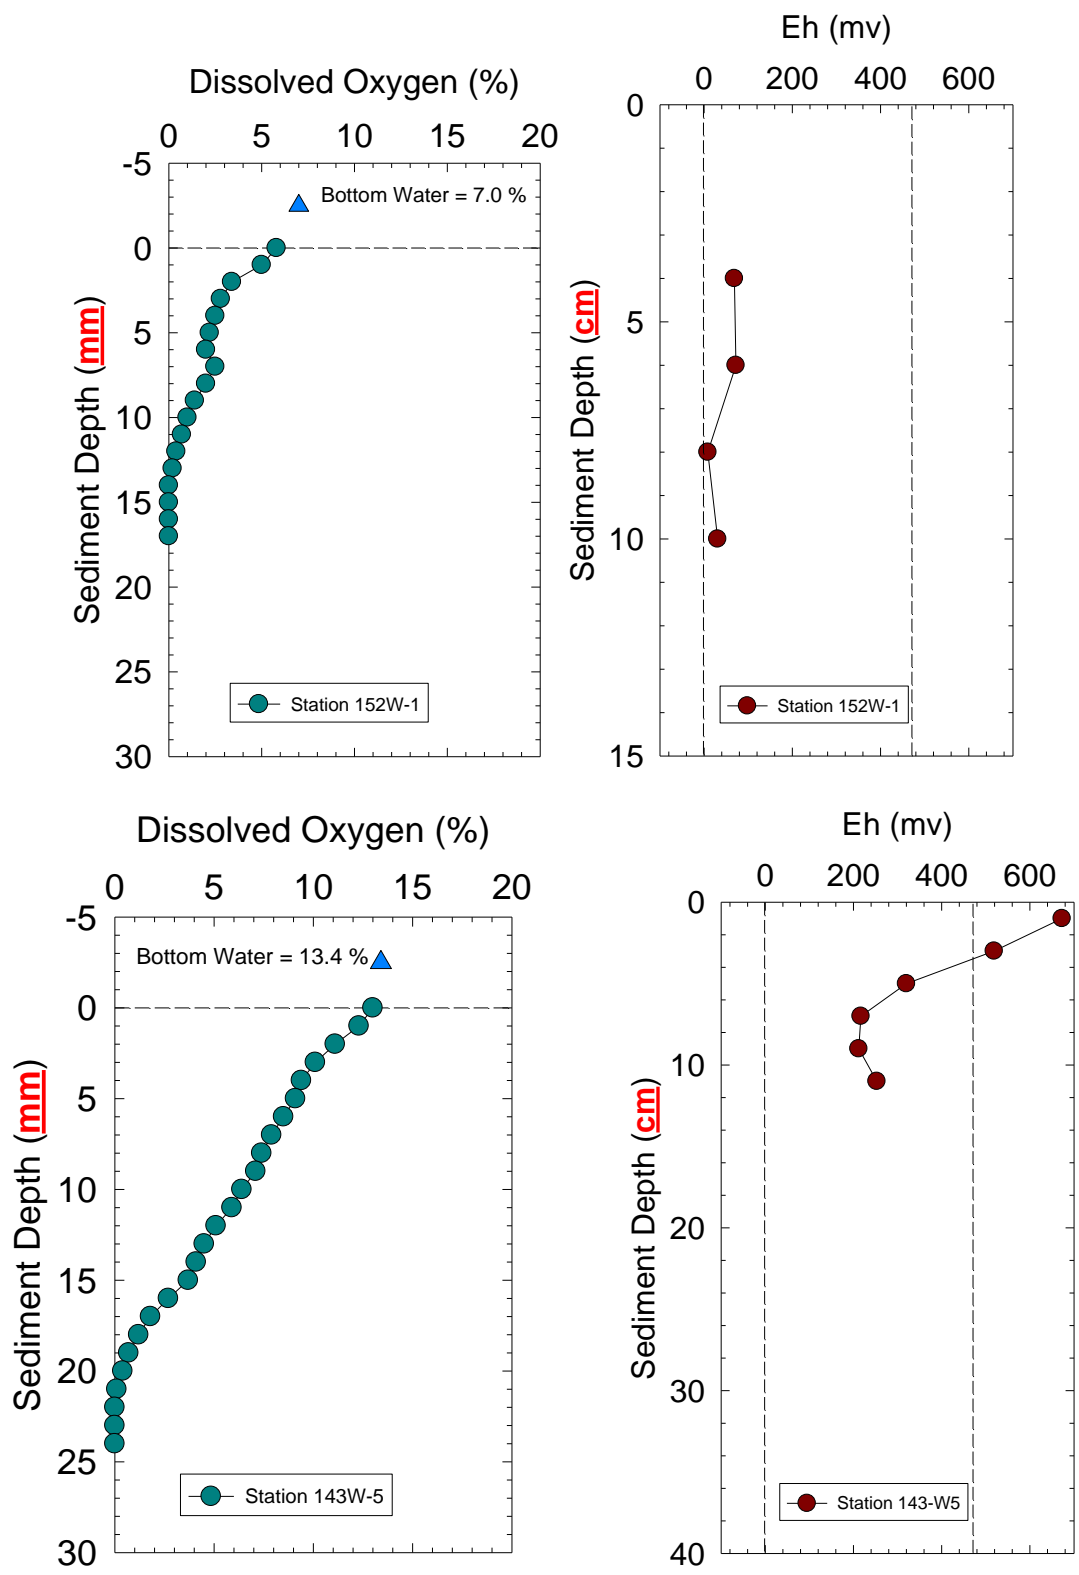 Eh (mv)
Dissolved Oxygen (%)
0 200 400 600
0 5 10 15 20
-5
0
5
10
15
20
25
30
Sediment Depth (mm)
Bottom Water = 7.0 %
Station 152W-1
0
5
10
15
Sediment Depth (cm)
Station 152W-1
Dissolved Oxygen (%)
Eh (mv)
0 5 10 15 20
0 200 400 600
-5
0
5
10
15
20
25
30
Sediment Depth (mm)
Bottom Water = 13.4 %
Station 143W-5
0
10
20
30
40
Sediment Depth (cm)
Station 143-W5